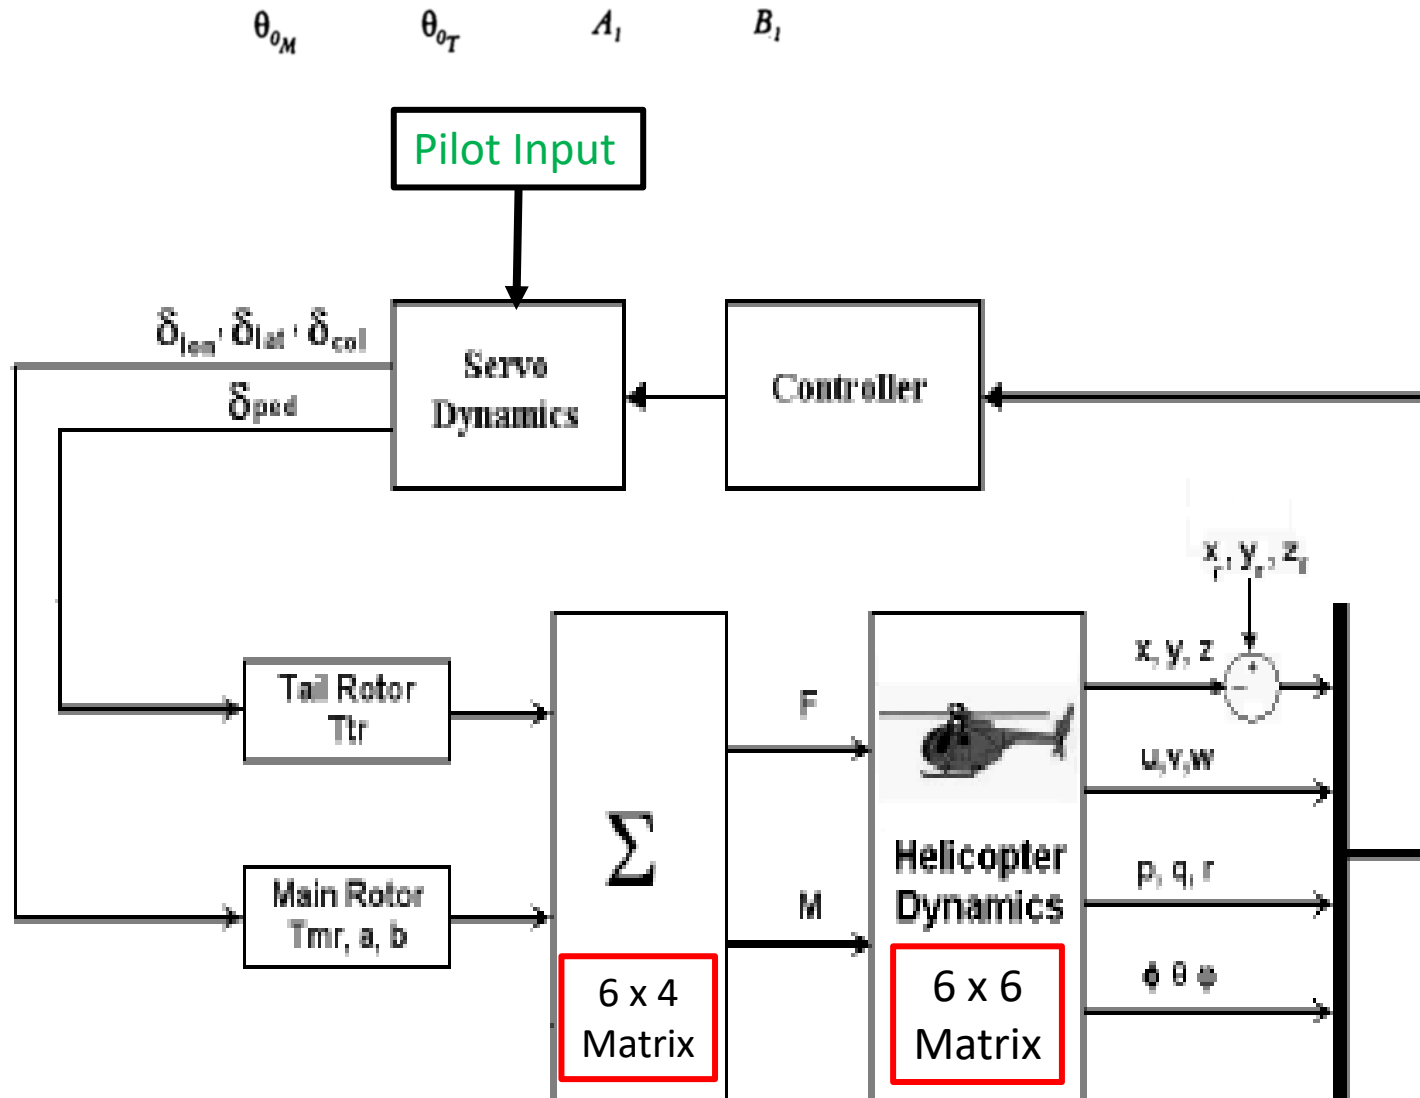 θ₀M θ₀T A₁ B₁
Pilot Input
δlon, δlat, δcol
δped
Servo
Dynamics
Controller
xr, yr, zr
x, y, z
+
−
Tail Rotor
Ttr
F
u,v,w
Σ
Helicopter
Dynamics
p, q, r
Main Rotor
Tmr, a, b
M
6 x 4
Matrix
6 x 6
Matrix
ϕ θ φ